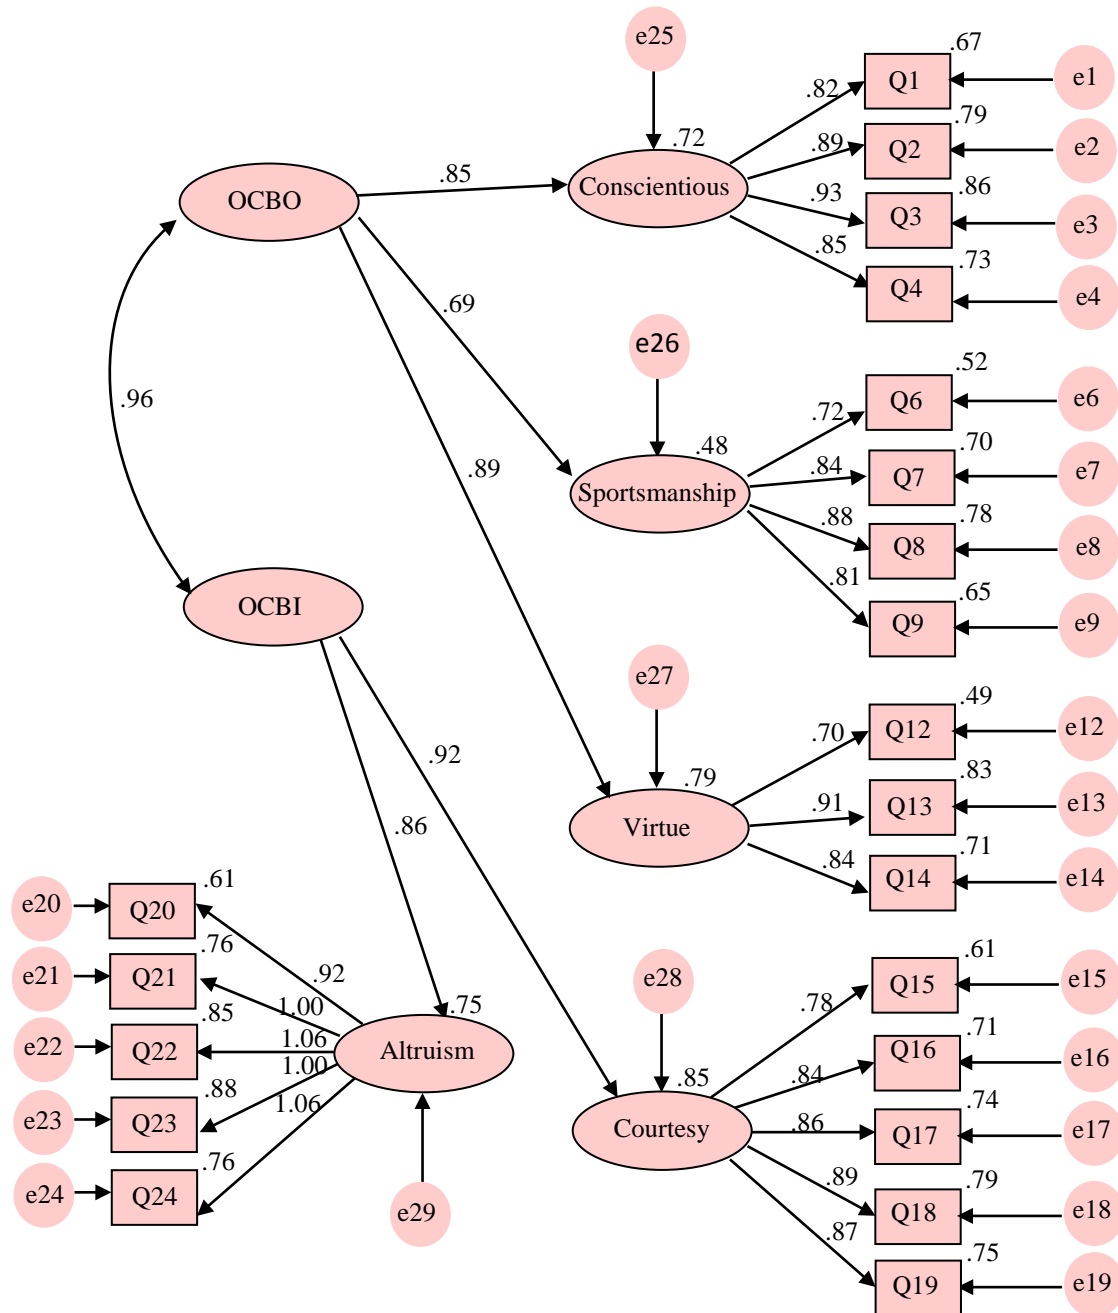 e25
.67
Q1
e1
.82
.79
.72
.89
Q2
e2
OCBO
.85
Conscientious
.93
.86
Q3
e3
.85
.73
Q4
e4
.69
e26
.96
.52
Q6
e6
.72
.48
.70
.89
.84
Q7
e7
Sportsmanship
.88
.78
Q8
e8
.81
.65
Q9
e9
OCBI
e27
.49
.70
Q12
e12
.92
.79
.83
.86
Virtue
.91
Q13
e13
.84
.71
Q14
e14
.61
e20
Q20
.76
.92
e21
Q21
.85
1.00
.75
e22
Q22
1.06
Altruism
1.00
.88
e23
Q23
1.06
.76
e24
Q24
e29
.61
e28
.78
Q15
e15
.71
.85
.84
Q16
e16
.74
Courtesy
.86
Q17
e17
.89
.79
Q18
e18
.87
.75
Q19
e19